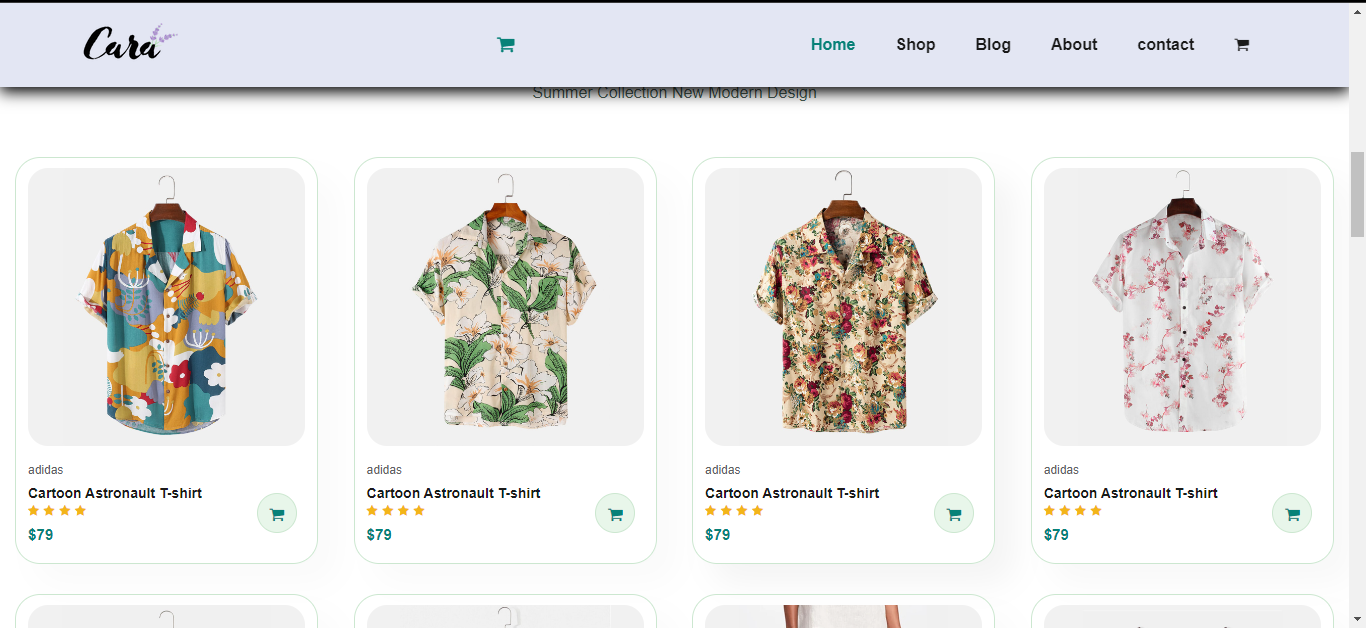 Cara
Home Shop Blog About contact
Summer Collection New Modern Design
adidas adidas adidas adidas
Cartoon Astronault T-shirt Cartoon Astronault T-shirt Cartoon Astronault T-shirt Cartoon Astronault T-shirt
$79 $79 $79 $79